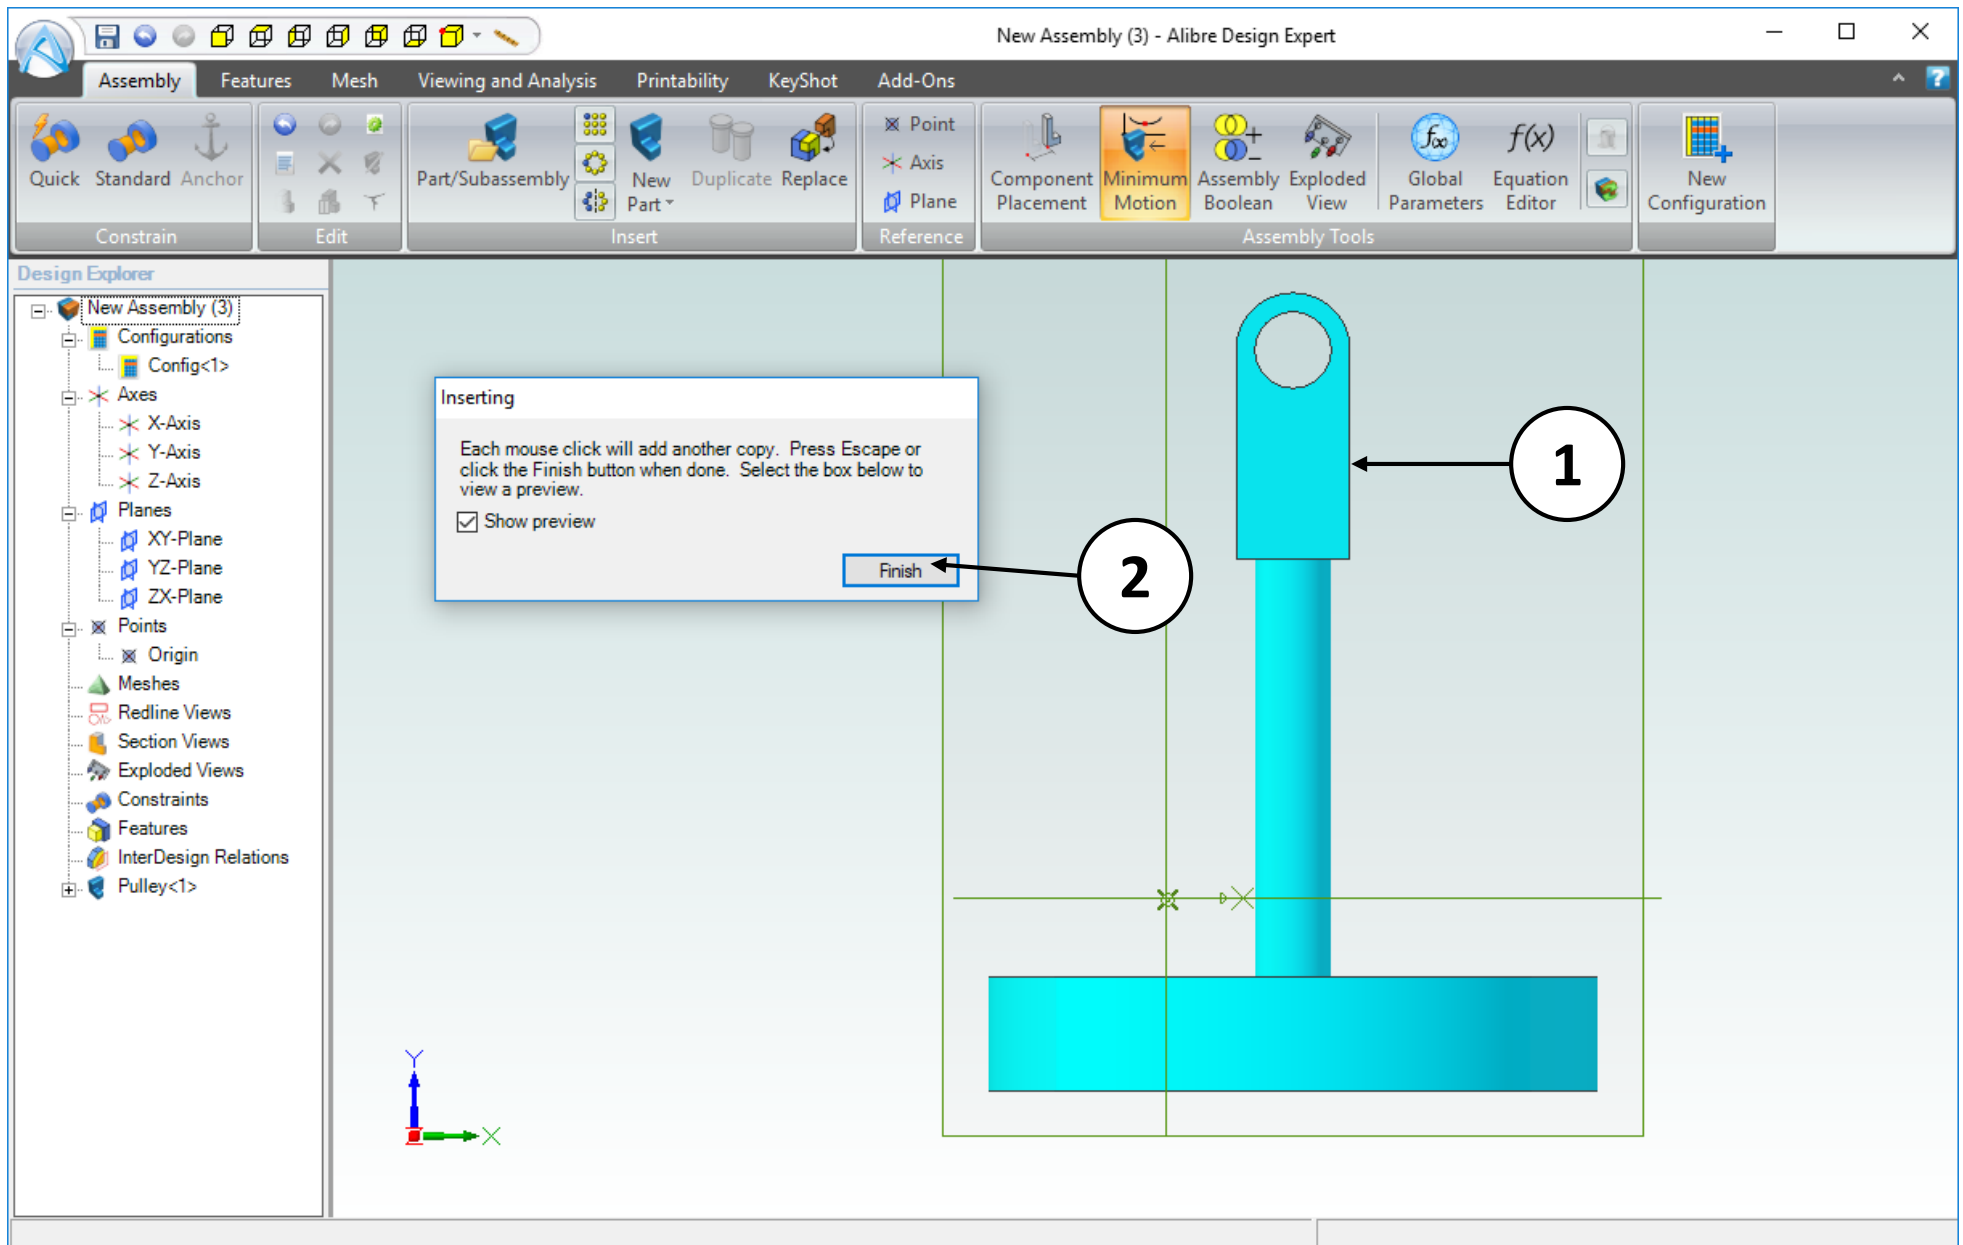 New Assembly (3) - Alibre Design Expert
Assembly Features Mesh Viewing and Analysis Printability KeyShot Add-Ons
?
Quick Standard Anchor
Constrain
Edit
Part/Subassembly
New
Part
Duplicate Replace
Insert
Point
Axis
Plane
Reference
Component
Placement
Minimum
Motion
Assembly
Boolean
Exploded
View
Global
Parameters
f(x)
Equation
Editor
Assembly Tools
New
Configuration
Design Explorer
New Assembly (3)
Configurations
Config<1>
Axes
X-Axis
Y-Axis
Z-Axis
Planes
XY-Plane
YZ-Plane
ZX-Plane
Points
Origin
Meshes
Redline Views
Section Views
Exploded Views
Constraints
Features
InterDesign Relations
Pulley<1>
Inserting
Each mouse click will add another copy.  Press Escape or
click the Finish button when done.  Select the box below to
view a preview.
Show preview
Finish
1
2
X
Y
X